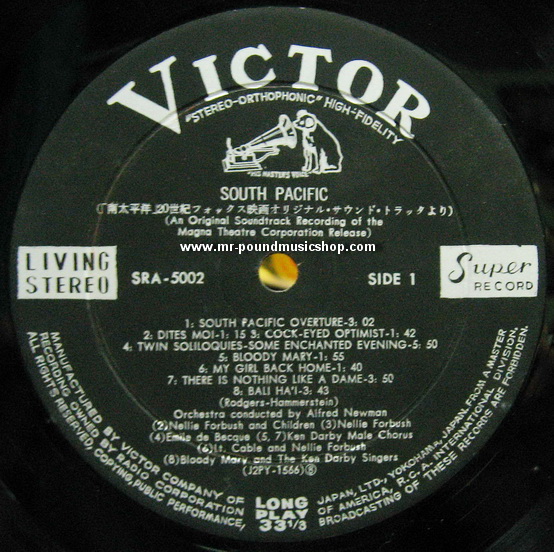 VICTOR
"STEREO-ORTHOPHONIC" HIGH-FIDELITY
"HIS MASTER'S VOICE"
SOUTH PACIFIC
(「南太平洋」20世紀フォックス映画オリジナル・サウンド・トラックより)
(An Original Soundtrack Recording of the
Magna Theatre Corporation Release)
www.mr-poundmusicshop.com
LIVING
STEREO
SRA-5002
SIDE 1
Super
RECORD
1: SOUTH PACIFIC OVERTURE-3: 02
2: DITES MOI-1: 15 3: COCK-EYED OPTIMIST-1: 42
4: TWIN SOLILOQUIES-SOME ENCHANTED EVENING-5: 50
5: BLOODY MARY-1: 55
6: MY GIRL BACK HOME-1: 40
7: THERE IS NOTHING LIKE A DAME-3: 50
8: BALI HA'I-3: 43
(Rodgers-Hammerstein)
Orchestra conducted by Alfred Newman
(2)Nellie Forbush and Children (3)Nellie Forbush
(4)Emile de Becque (5, 7)Ken Darby Male Chorus
(6)Lt. Cable and Nellie Forbush
(8)Bloody Mary and The Ken Darby Singers
(J2PY-1566)Ⓢ
LONG
PLAY
33 1/3
MANUFACTURED BY VICTOR COMPANY OF JAPAN, LTD., YOKOHAMA, JAPAN, FROM A MASTER
RECORDING OWNED BY RADIO CORPORATION OF AMERICA, R.C.A. INTERNATIONAL DIVISION.
ALL RIGHTS RESERVED, COPYING, PUBLIC PERFORMANCE, BROADCASTING OF THESE RECORDS ARE FORBIDDEN.